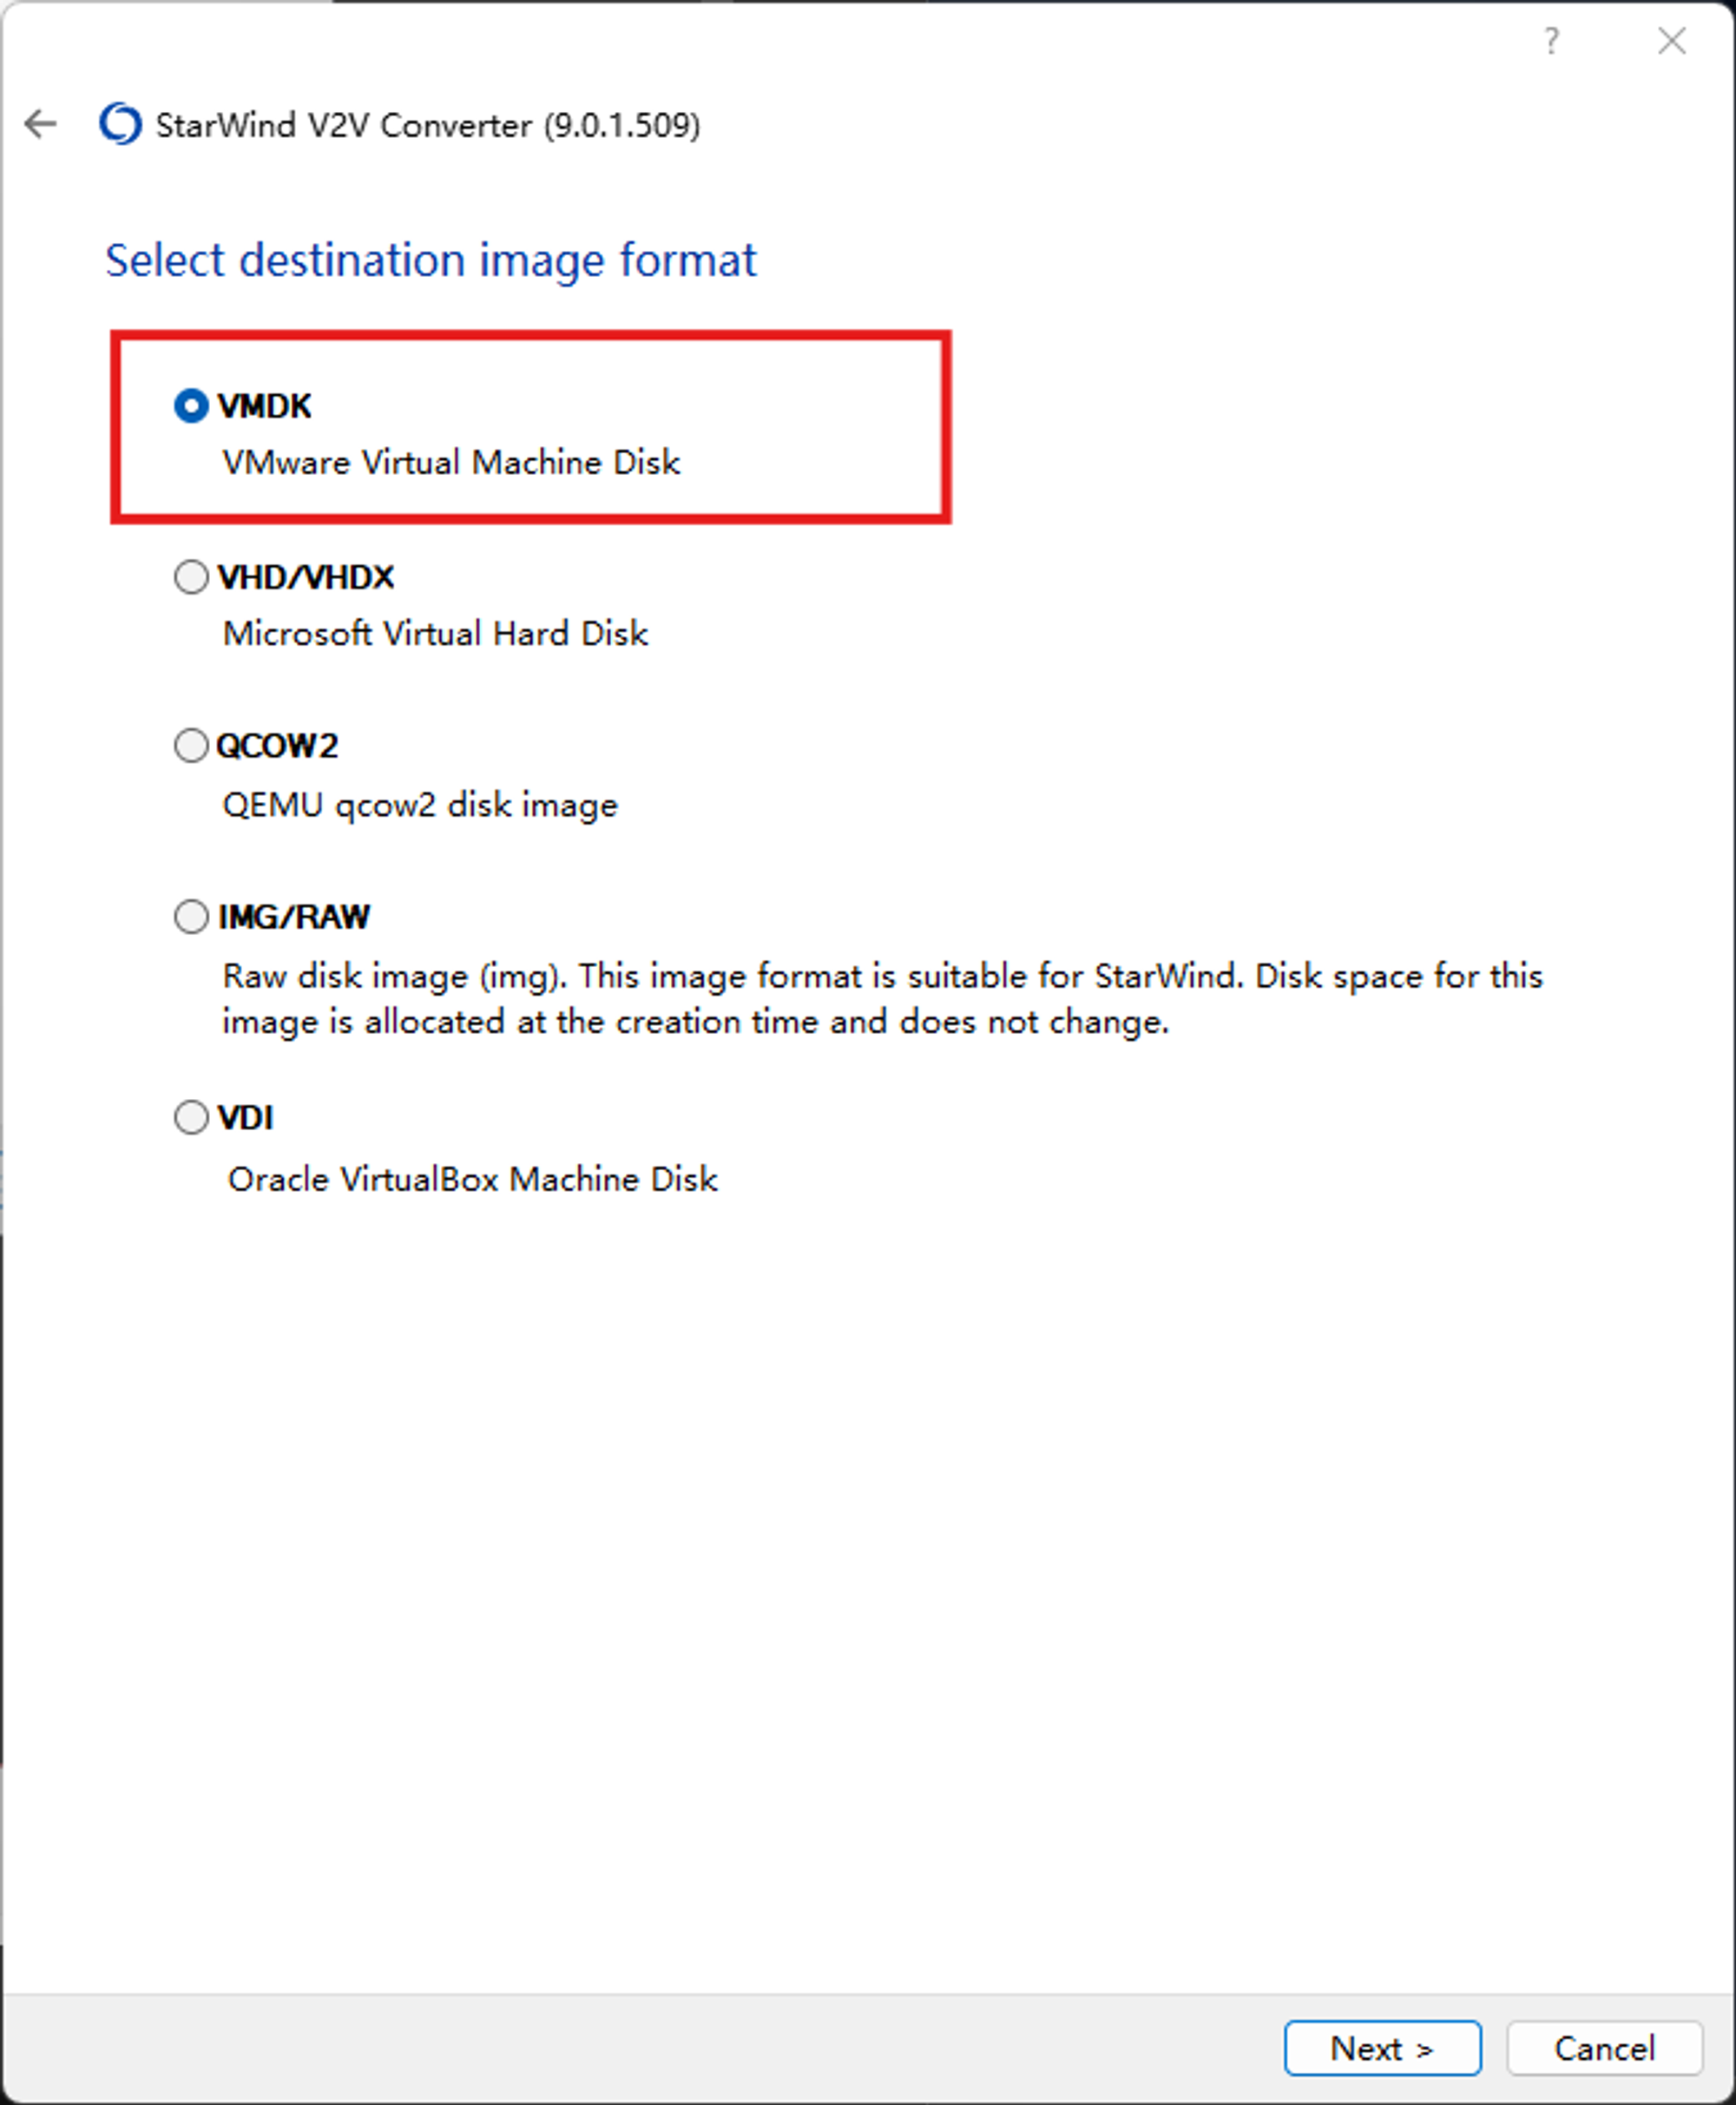 ?
StarWind V2V Converter (9.0.1.509)
Select destination image format
VMDK
VMware Virtual Machine Disk
VHD/VHDX
Microsoft Virtual Hard Disk
QCOW2
QEMU qcow2 disk image
IMG/RAW
Raw disk image (img). This image format is suitable for StarWind. Disk space for this
image is allocated at the creation time and does not change.
VDI
Oracle VirtualBox Machine Disk
Next >
Cancel